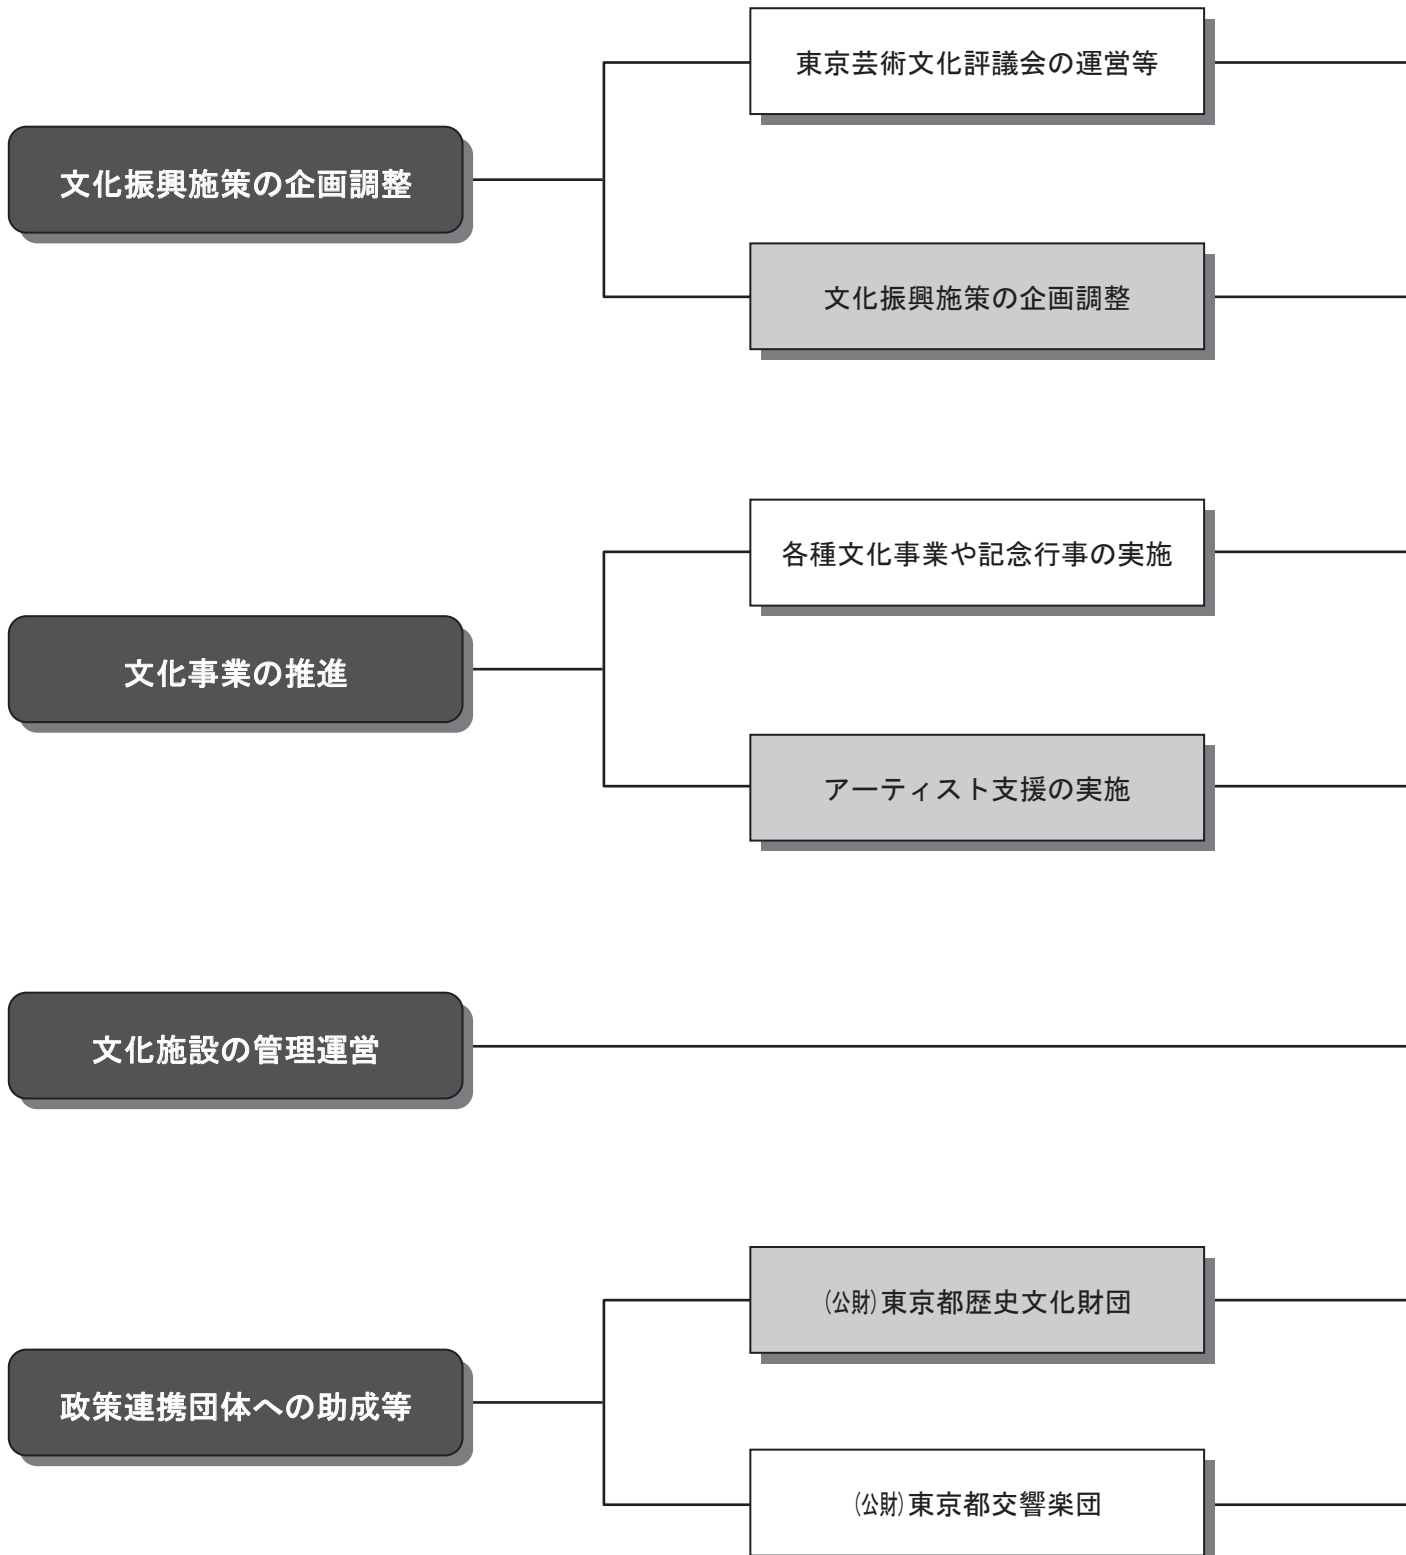 東京芸術文化評議会の運営等
文化振興施策の企画調整
文化振興施策の企画調整
各種文化事業や記念行事の実施
文化事業の推進
アーティスト支援の実施
文化施設の管理運営
(公財)東京都歴史文化財団
政策連携団体への助成等
(公財)東京都交響楽団